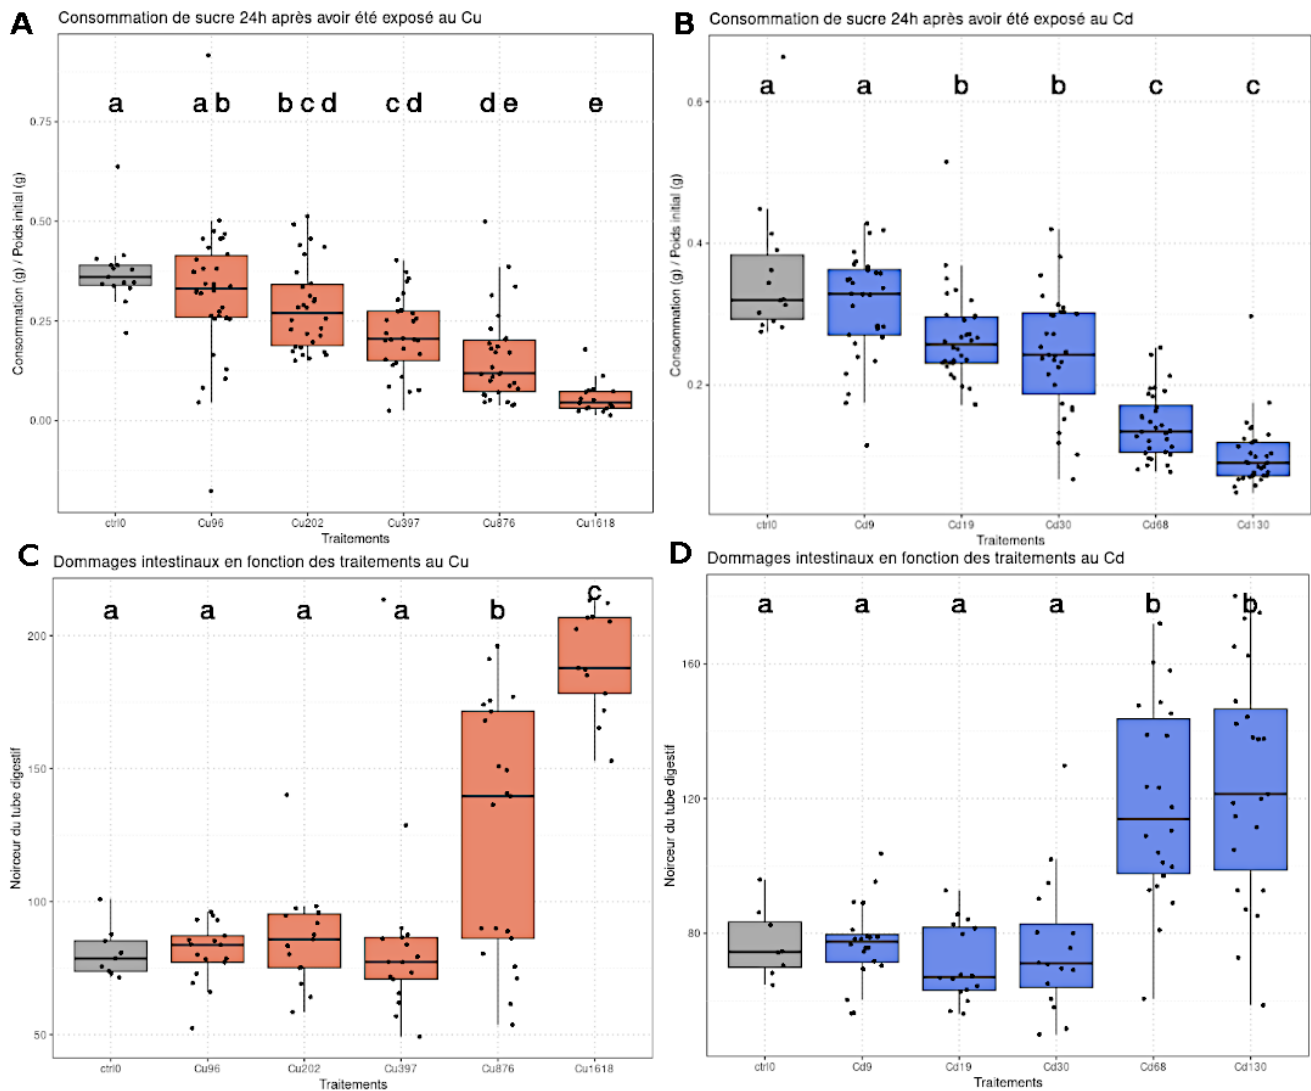 A Consommation de sucre 24h après avoir été exposé au Cu
a a b b c d c d d e e
Consommation (g) / Poids initial (g)
0.75
0.50
0.25
0.00
ctrl0 Cu96 Cu202 Cu397 Cu876 Cu1618
Traitements
B Consommation de sucre 24h après avoir été exposé au Cd
a a b b c c
Consommation (g) / Poids initial (g)
0.6
0.4
0.2
ctrl0 Cd9 Cd19 Cd30 Cd68 Cd130
Traitements
C Dommages intestinaux en fonction des traitements au Cu
a a a a b c
Noirceur du tube digestif
200
150
100
50
ctrl0 Cu96 Cu202 Cu397 Cu876 Cu1618
Traitements
D Dommages intestinaux en fonction des traitements au Cd
a a a a b b
Noirceur du tube digestif
160
120
80
ctrl0 Cd9 Cd19 Cd30 Cd68 Cd130
Traitements